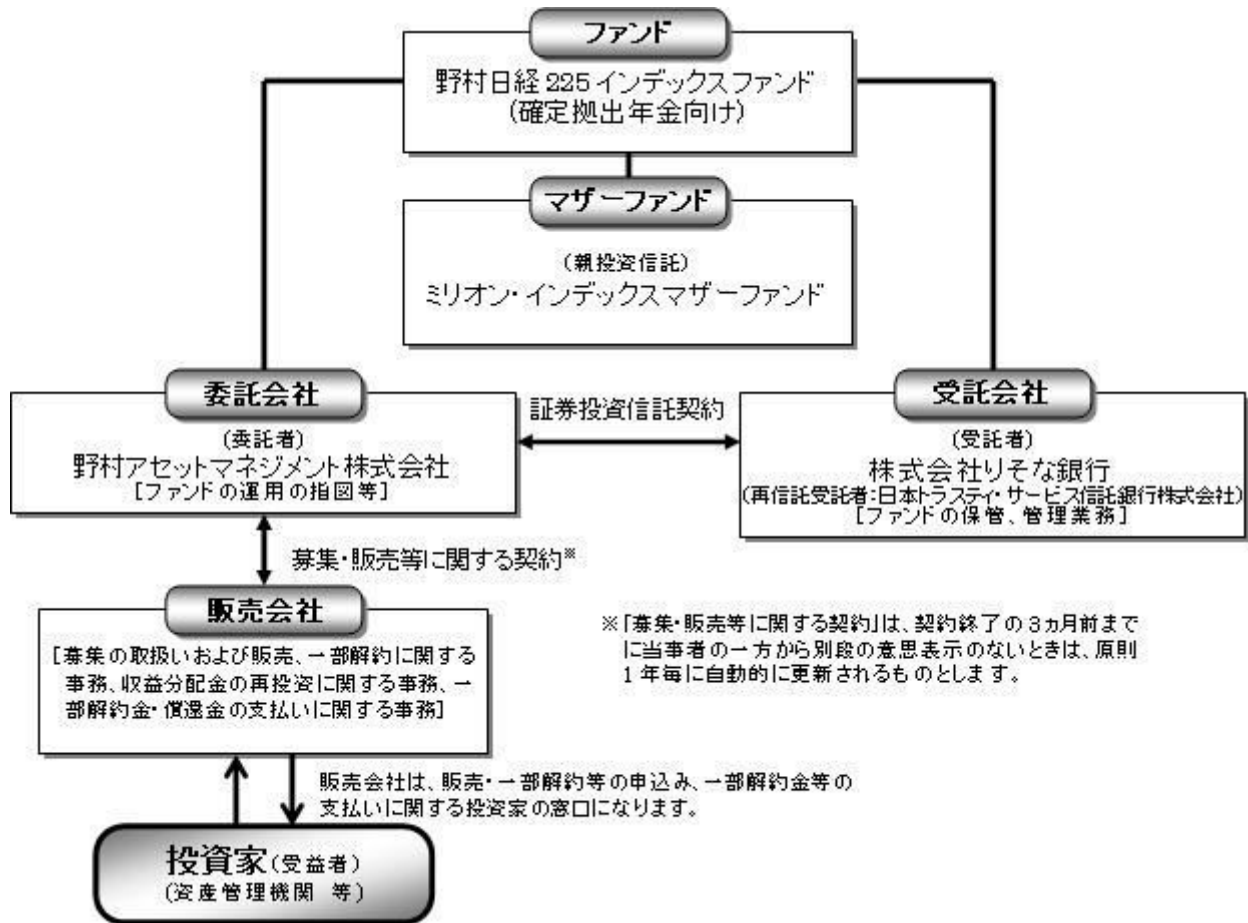 ファンド
野村日経225インデックスファンド
(確定拠出年金向け)
マザーファンド
(親投資信託)
ミリオン・インデックスマザーファンド
委託会社
(委託者)
野村アセットマネジメント株式会社
[ファンドの運用の指図等]
証券投資信託契約
受託会社
(受託者)
株式会社りそな銀行
(再信託受託者:日本トラスティ・サービス信託銀行株式会社)
[ファンドの保管、管理業務]
募集・販売等に関する契約※
販売会社
[募集の取扱いおよび販売、一部解約に関する
事務、収益分配金の再投資に関する事務、一
部解約金・償還金の支払いに関する事務]
※「募集・販売等に関する契約」は、契約終了の3ヵ月前まで
に当事者の一方から別段の意思表示のないときは、原則
1年毎に自動的に更新されるものとします。
販売会社は、販売・一部解約等の申込み、一部解約金等の
支払いに関する投資家の窓口になります。
投資家(受益者)
(資産管理機関 等)